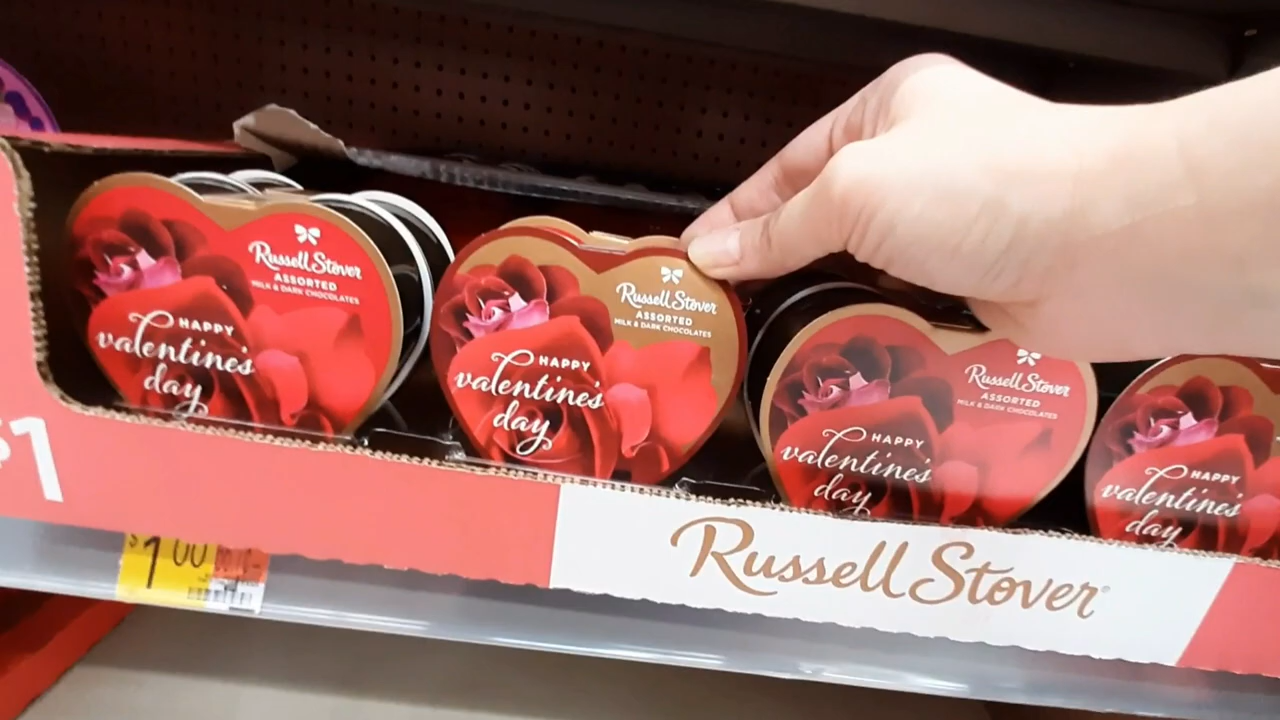 Russell Stover
ASSORTED
MILK & DARK CHOCOLATES
HAPPY
valentine's
day
Russell Stover
ASSORTED
MILK & DARK CHOCOLATES
HAPPY
valentine's
day
Russell Stover
ASSORTED
MILK & DARK CHOCOLATES
HAPPY
valentine's
day
HAPPY
valentine's
day
$1
$1.00
Russell Stover®